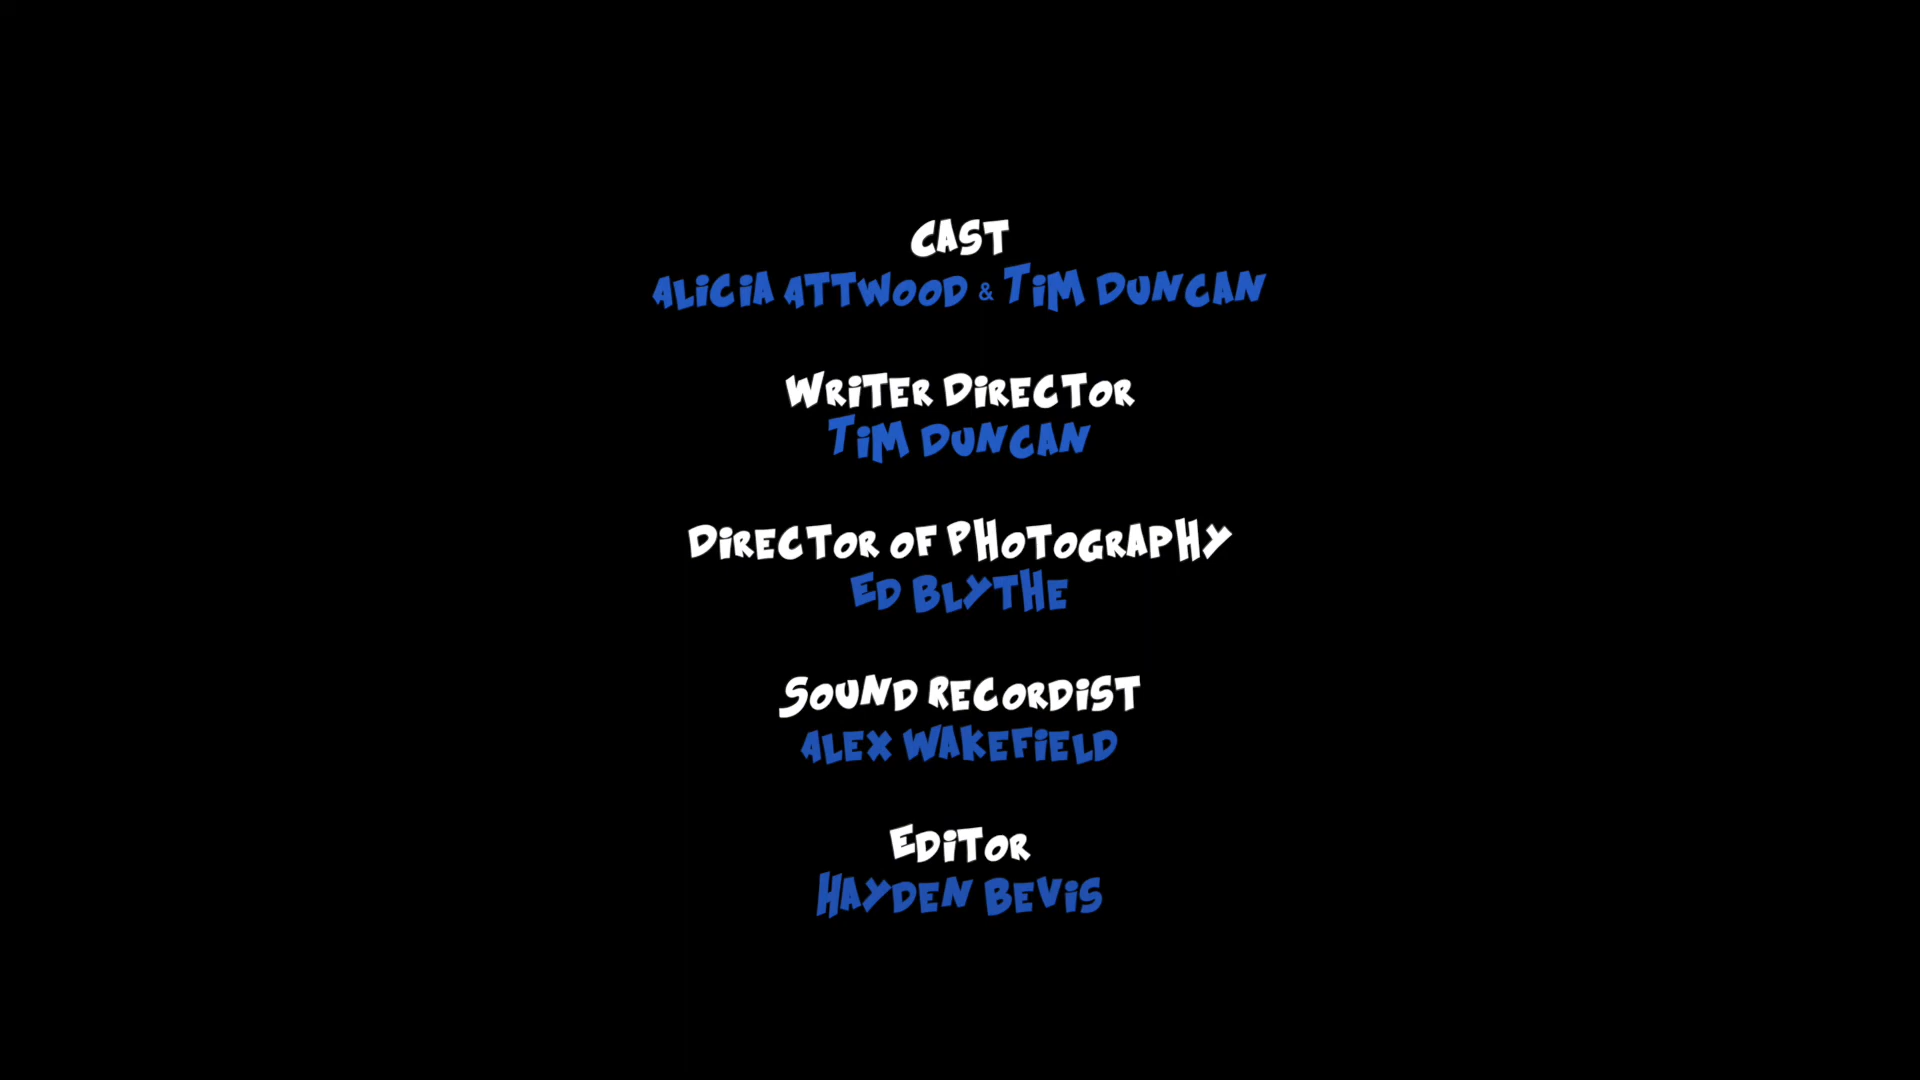 CAST
ALICIA ATTWOOD & TIM DUNCAN
WRITER DIRECTOR
TIM DUNCAN
DIRECTOR OF PHOTOGRAPHY
ED BLYTHE
SOUND RECORDIST
ALEX WAKEFIELD
EDITOR
HAYDEN BEVIS